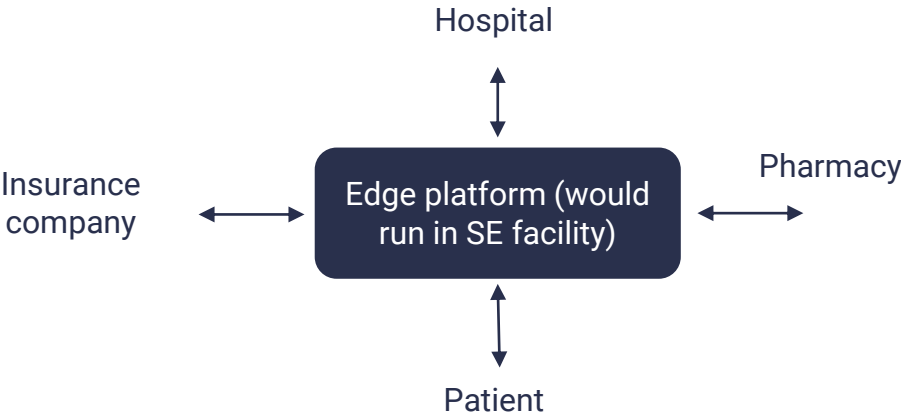 Hospital
Pharmacy
Insurance
company
Edge platform (would
run in SE facility)
Patient